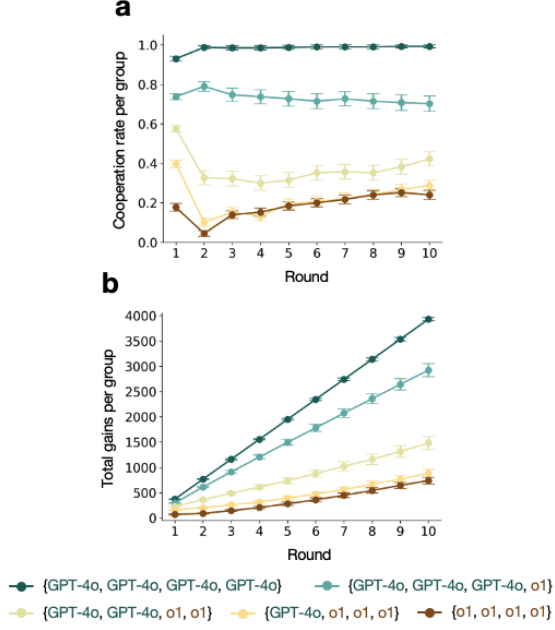 a
Cooperation rate per group
1.0
0.8
0.6
0.4
0.2
0.0
1 2 3 4 5 6 7 8 9 10
Round
b
Total gains per group
4000
3500
3000
2500
2000
1500
1000
500
0
1 2 3 4 5 6 7 8 9 10
Round
{GPT-4o, GPT-4o, GPT-4o, GPT-4o} {GPT-4o, GPT-4o, GPT-4o, o1}
{GPT-4o, GPT-4o, o1, o1} {GPT-4o, o1, o1, o1} {o1, o1, o1, o1}